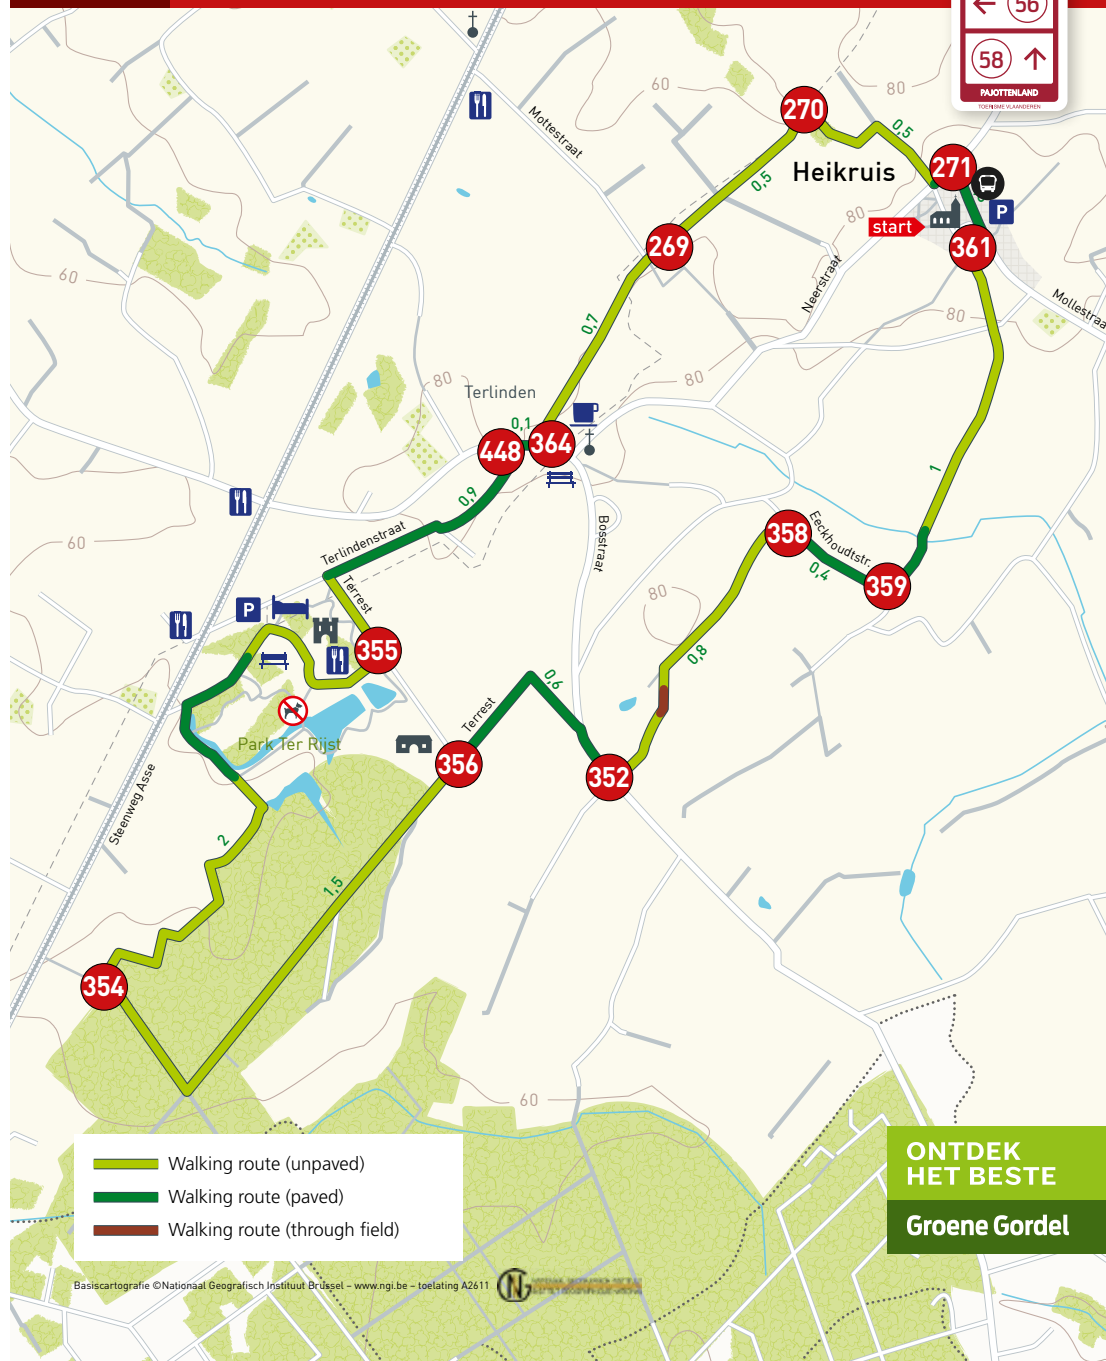 56
58
PAJOTTENLAND
TOERISME VLAANDEREN
60
80
270
0,5
Mottestraat
Heikruis
271
0,5
80
P
start
269
361
60
Neerstraat
Mollestraa
80
0,7
80
Terlinden
80
0,1
448
364
1
0,9
Terlindenstraat
Bosstraat
358
Eeckhoudtstr.
60
0,4
359
Terrest
80
P
355
0,8
0,6
Terrest
Park Ter Rijst
356
352
Steenweg Asse
2
1,5
354
60
Walking route (unpaved)
Walking route (paved)
Walking route (through field)
ONTDEK
HET BESTE
Groene Gordel
Basiscartografie ©Nationaal Geografisch Instituut Brussel – www.ngi.be – toelating A2611